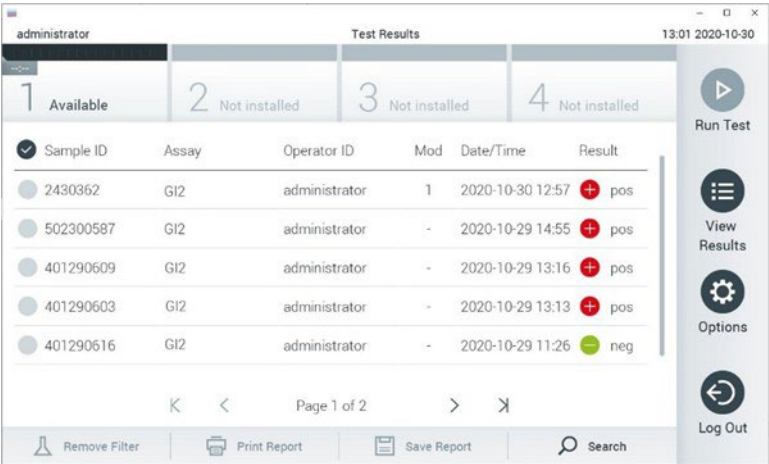 administrator Test Results 13:01 2020-10-30
--:--
1 Available 2 Not installed 3 Not installed 4 Not installed
Run Test
Sample ID Assay Operator ID Mod Date/Time Result
2430362 GI2 administrator 1 2020-10-30 12:57 pos
502300587 GI2 administrator - 2020-10-29 14:55 pos
View
Results
401290609 GI2 administrator - 2020-10-29 13:16 pos
401290603 GI2 administrator - 2020-10-29 13:13 pos
Options
401290616 GI2 administrator - 2020-10-29 11:26 neg
Page 1 of 2
Log Out
Remove Filter Print Report Save Report Search